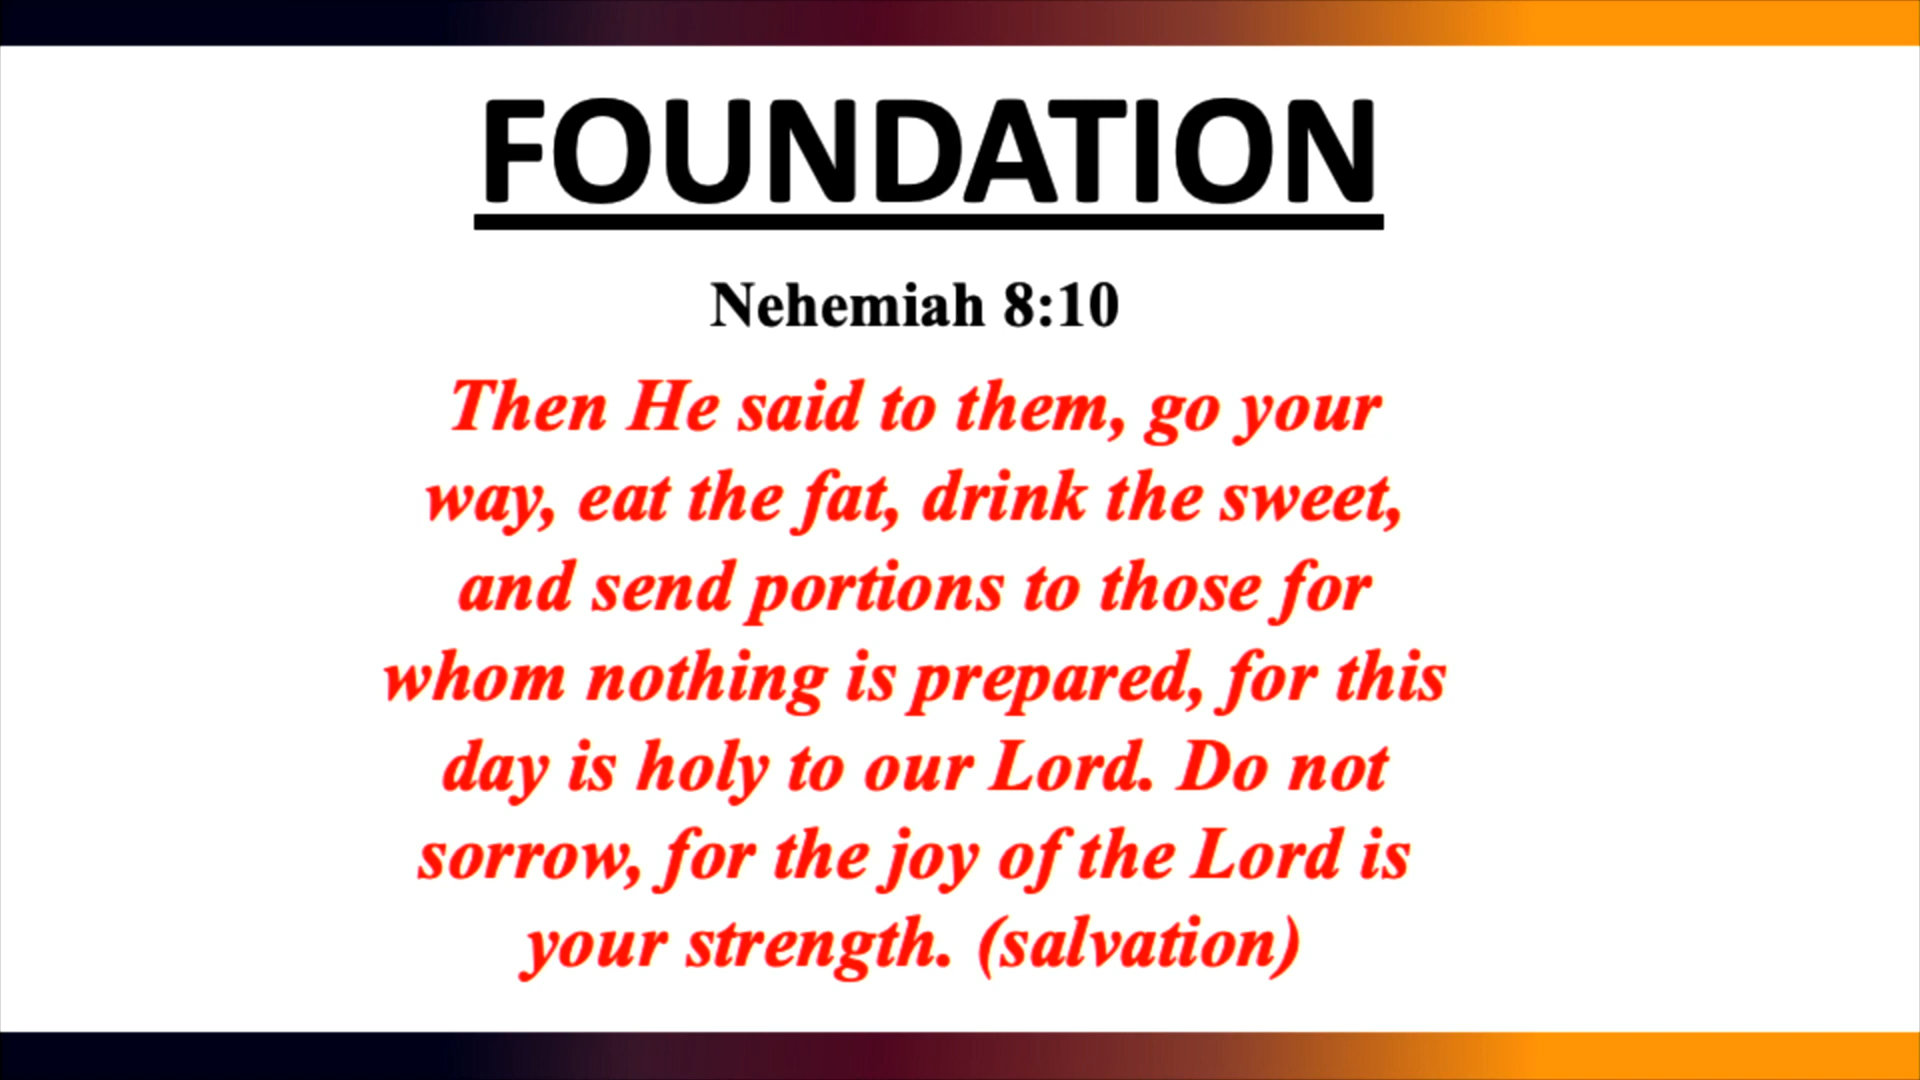 FOUNDATION
Nehemiah 8:10
Then He said to them, go your
way, eat the fat, drink the sweet,
and send portions to those for
whom nothing is prepared, for this
day is holy to our Lord. Do not
sorrow, for the joy of the Lord is
your strength. (salvation)